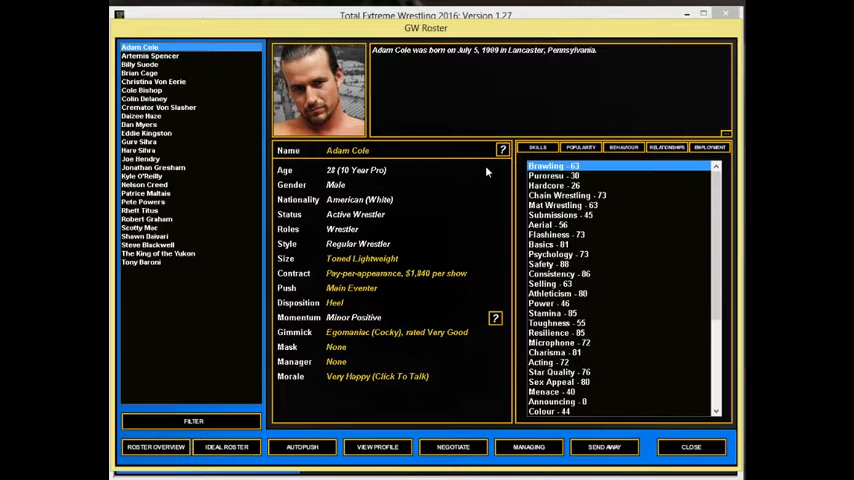 Total Extreme Wrestling 2016: Version 1.27
GW Roster
Adam Cole
Artemis Spencer
Billy Suede
Brian Cage
Christina Von Eerie
Cole Bishop
Colin Delaney
Cremator Von Slasher
Daizee Haze
Dan Myers
Eddie Kingston
Gurv Sihra
Harv Sihra
Joe Hendry
Jonathan Gresham
Kyle O'Reilly
Nelson Creed
Patrice Maltais
Pete Powers
Rhett Titus
Robert Graham
Scotty Mac
Shawn Daivari
Steve Blackwell
The King of the Yukon
Tony Baroni
FILTER
Adam Cole was born on July 5, 1989 in Lancaster, Pennsylvania.
Name Adam Cole ?
Age 28 (10 Year Pro)
Gender Male
Nationality American (White)
Status Active Wrestler
Roles Wrestler
Style Regular Wrestler
Size Toned Lightweight
Contract Pay-per-appearance, $1,840 per show
Push Main Eventer
Disposition Heel
Momentum Minor Positive ?
Gimmick Egomaniac (Cocky), rated Very Good
Mask None
Manager None
Morale Very Happy (Click To Talk)
SKILLS POPULARITY BEHAVIOUR RELATIONSHIPS EMPLOYMENT
Brawling - 63
Puroresu - 30
Hardcore - 26
Chain Wrestling - 73
Mat Wrestling - 63
Submissions - 45
Aerial - 56
Flashiness - 73
Basics - 81
Psychology - 73
Safety - 88
Consistency - 86
Selling - 63
Athleticism - 80
Power - 46
Stamina - 85
Toughness - 55
Resilience - 85
Microphone - 72
Charisma - 81
Acting - 72
Star Quality - 76
Sex Appeal - 80
Menace - 40
Announcing - 0
Colour - 44
ROSTER OVERVIEW IDEAL ROSTER AUTOPUSH VIEW PROFILE NEGOTIATE MANAGING SEND AWAY CLOSE